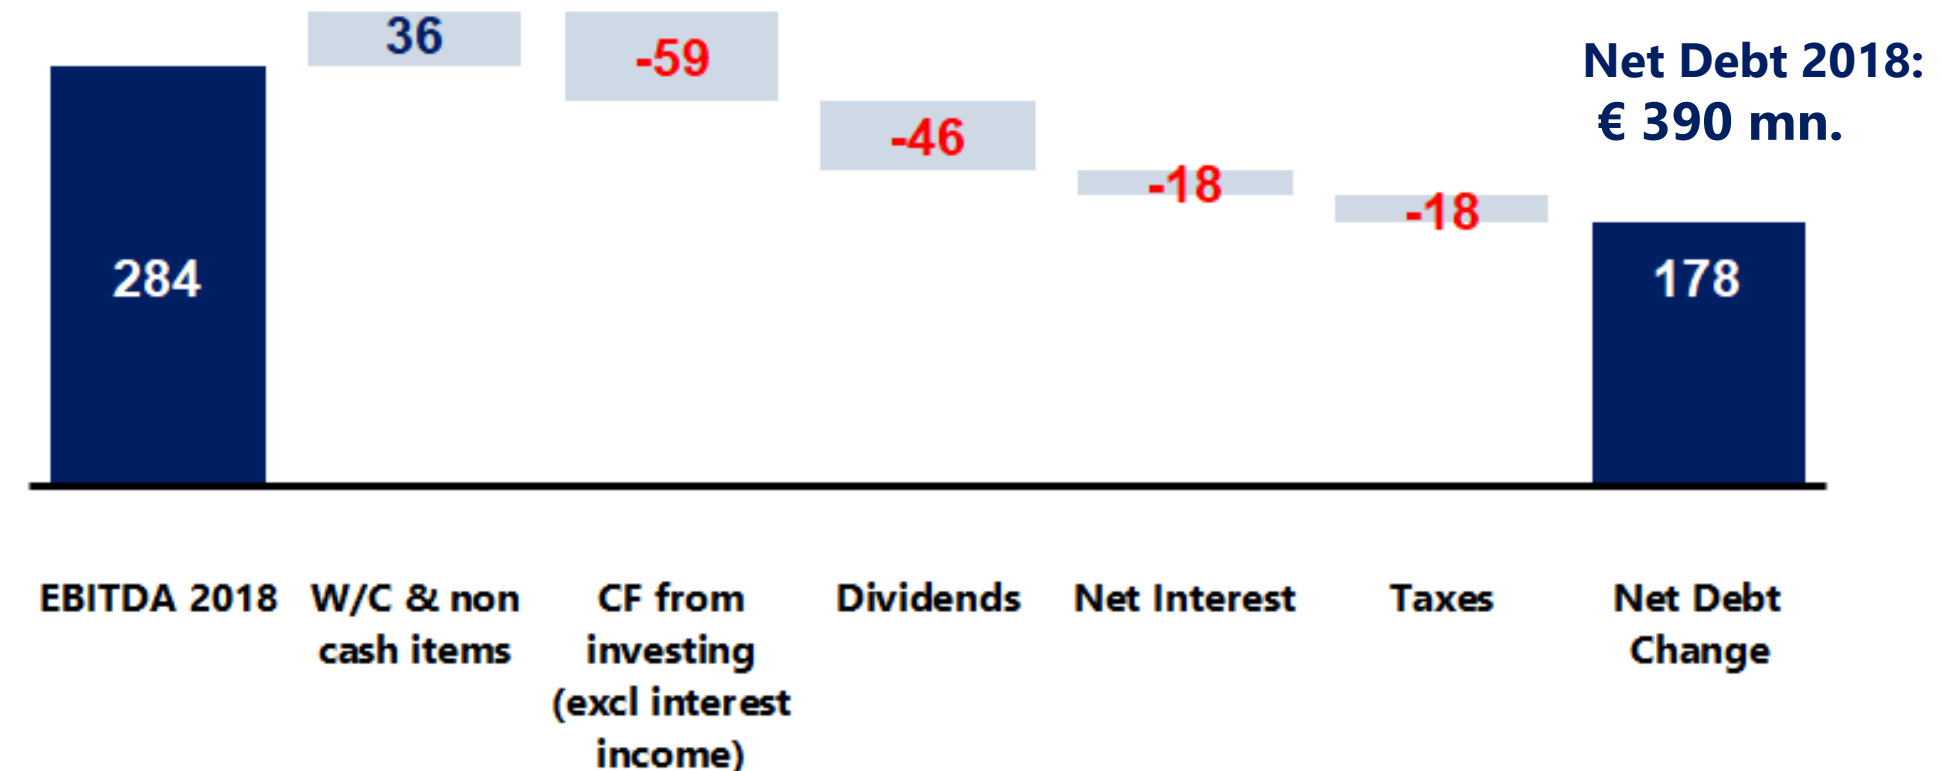 36
-59
Net Debt 2018:
€ 390 mn.
-46
-18
-18
284
178
EBITDA 2018
W/C & non
cash items
CF from
investing
(excl interest
income)
Dividends
Net Interest
Taxes
Net Debt
Change